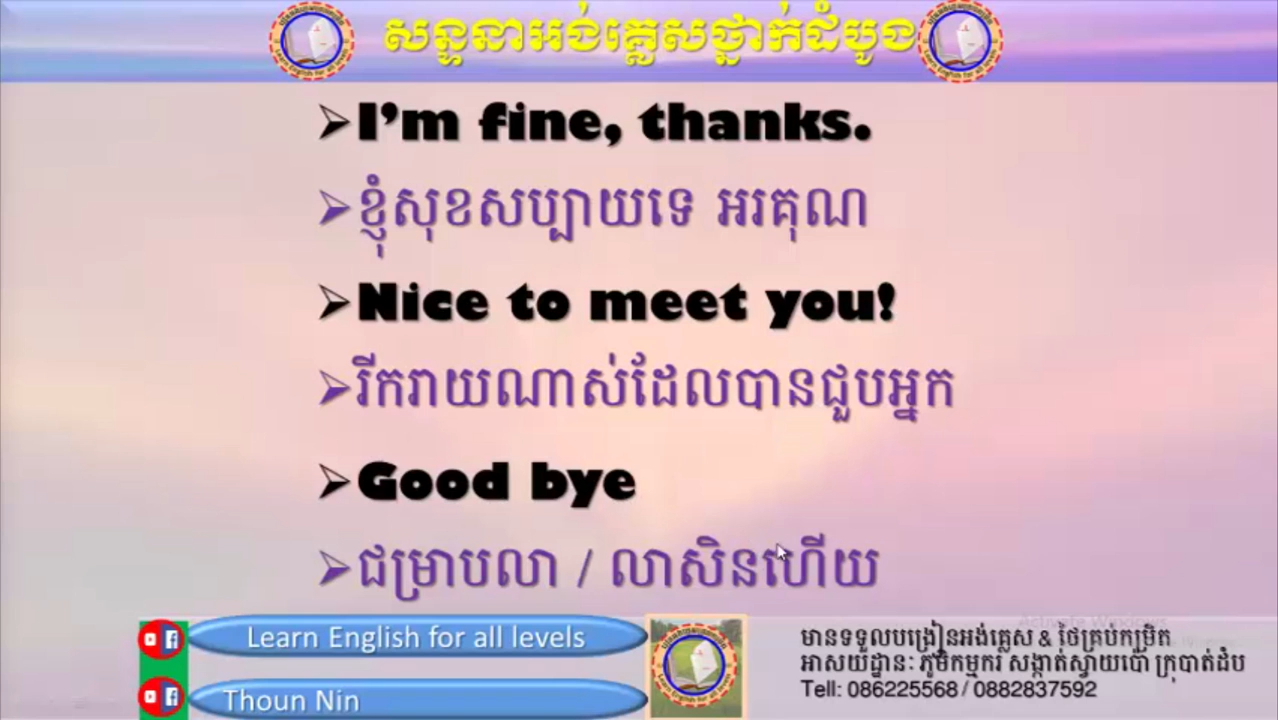 សន្ទនាអង់គ្លេសថ្នាក់ដំបូង
➢I'm fine, thanks.
➢ខ្ញុំសុខសប្បាយទេ អរគុណ
➢Nice to meet you!
➢រីករាយណាស់ដែលបានជួបអ្នក
➢Good bye
➢ជម្រាបលា / លាសិនហើយ
Learn English for all levels
Thoun Nin
មានទទួលបង្រៀនអង់គ្លេស & ថៃគ្រប់កម្រិត
អាសយដ្ឋានៈ ភូមិកម្មករ សង្កាត់ស្វាយប៉ោ ក្រុបាត់ដំប
Tell: 086225568 / 0882837592
Activate Windows